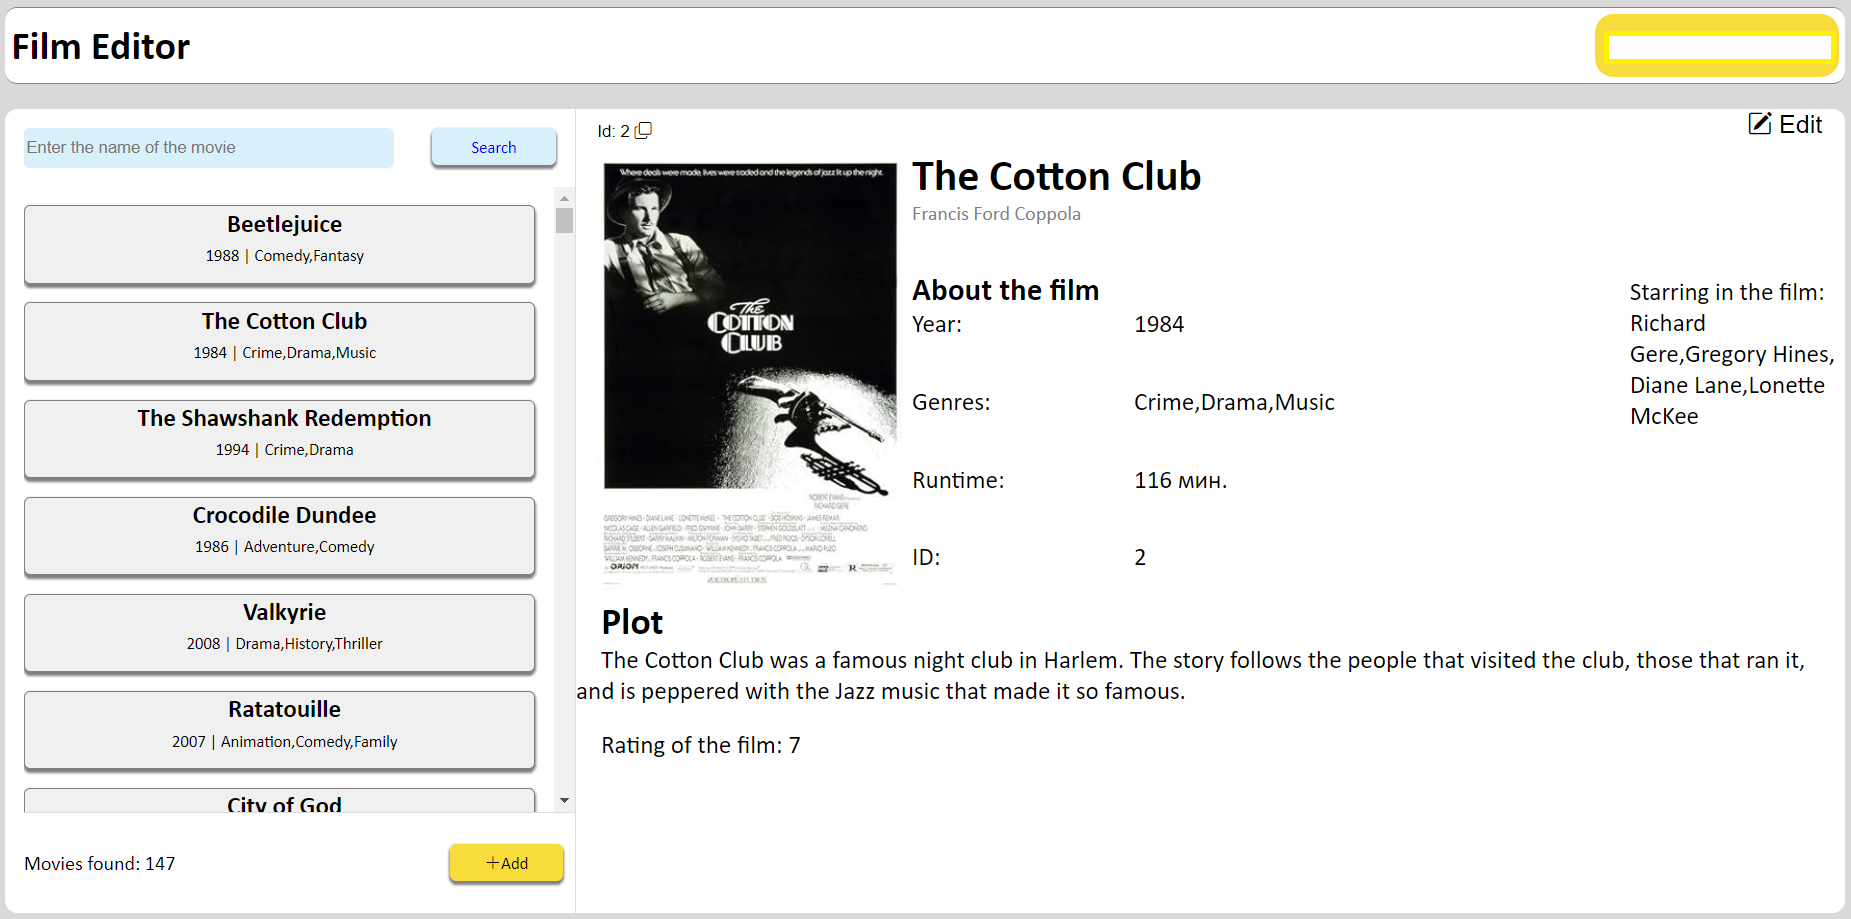 Film Editor
Enter the name of the movie
Search
Beetlejuice
1988 | Comedy,Fantasy
The Cotton Club
1984 | Crime,Drama,Music
The Shawshank Redemption
1994 | Crime,Drama
Crocodile Dundee
1986 | Adventure,Comedy
Valkyrie
2008 | Drama,History,Thriller
Ratatouille
2007 | Animation,Comedy,Family
City of God
Movies found: 147
+Add
Id: 2
Edit
Where deals were made, lives were traded and the legends of jazz lit up the night.
The
COTTON
CLUB
ORION
R
The Cotton Club
Francis Ford Coppola
About the film
Year: 1984
Genres: Crime,Drama,Music
Runtime: 116 мин.
ID: 2
Starring in the film:
Richard
Gere,Gregory Hines,
Diane Lane,Lonette
McKee
Plot
The Cotton Club was a famous night club in Harlem. The story follows the people that visited the club, those that ran it,
and is peppered with the Jazz music that made it so famous.
Rating of the film: 7